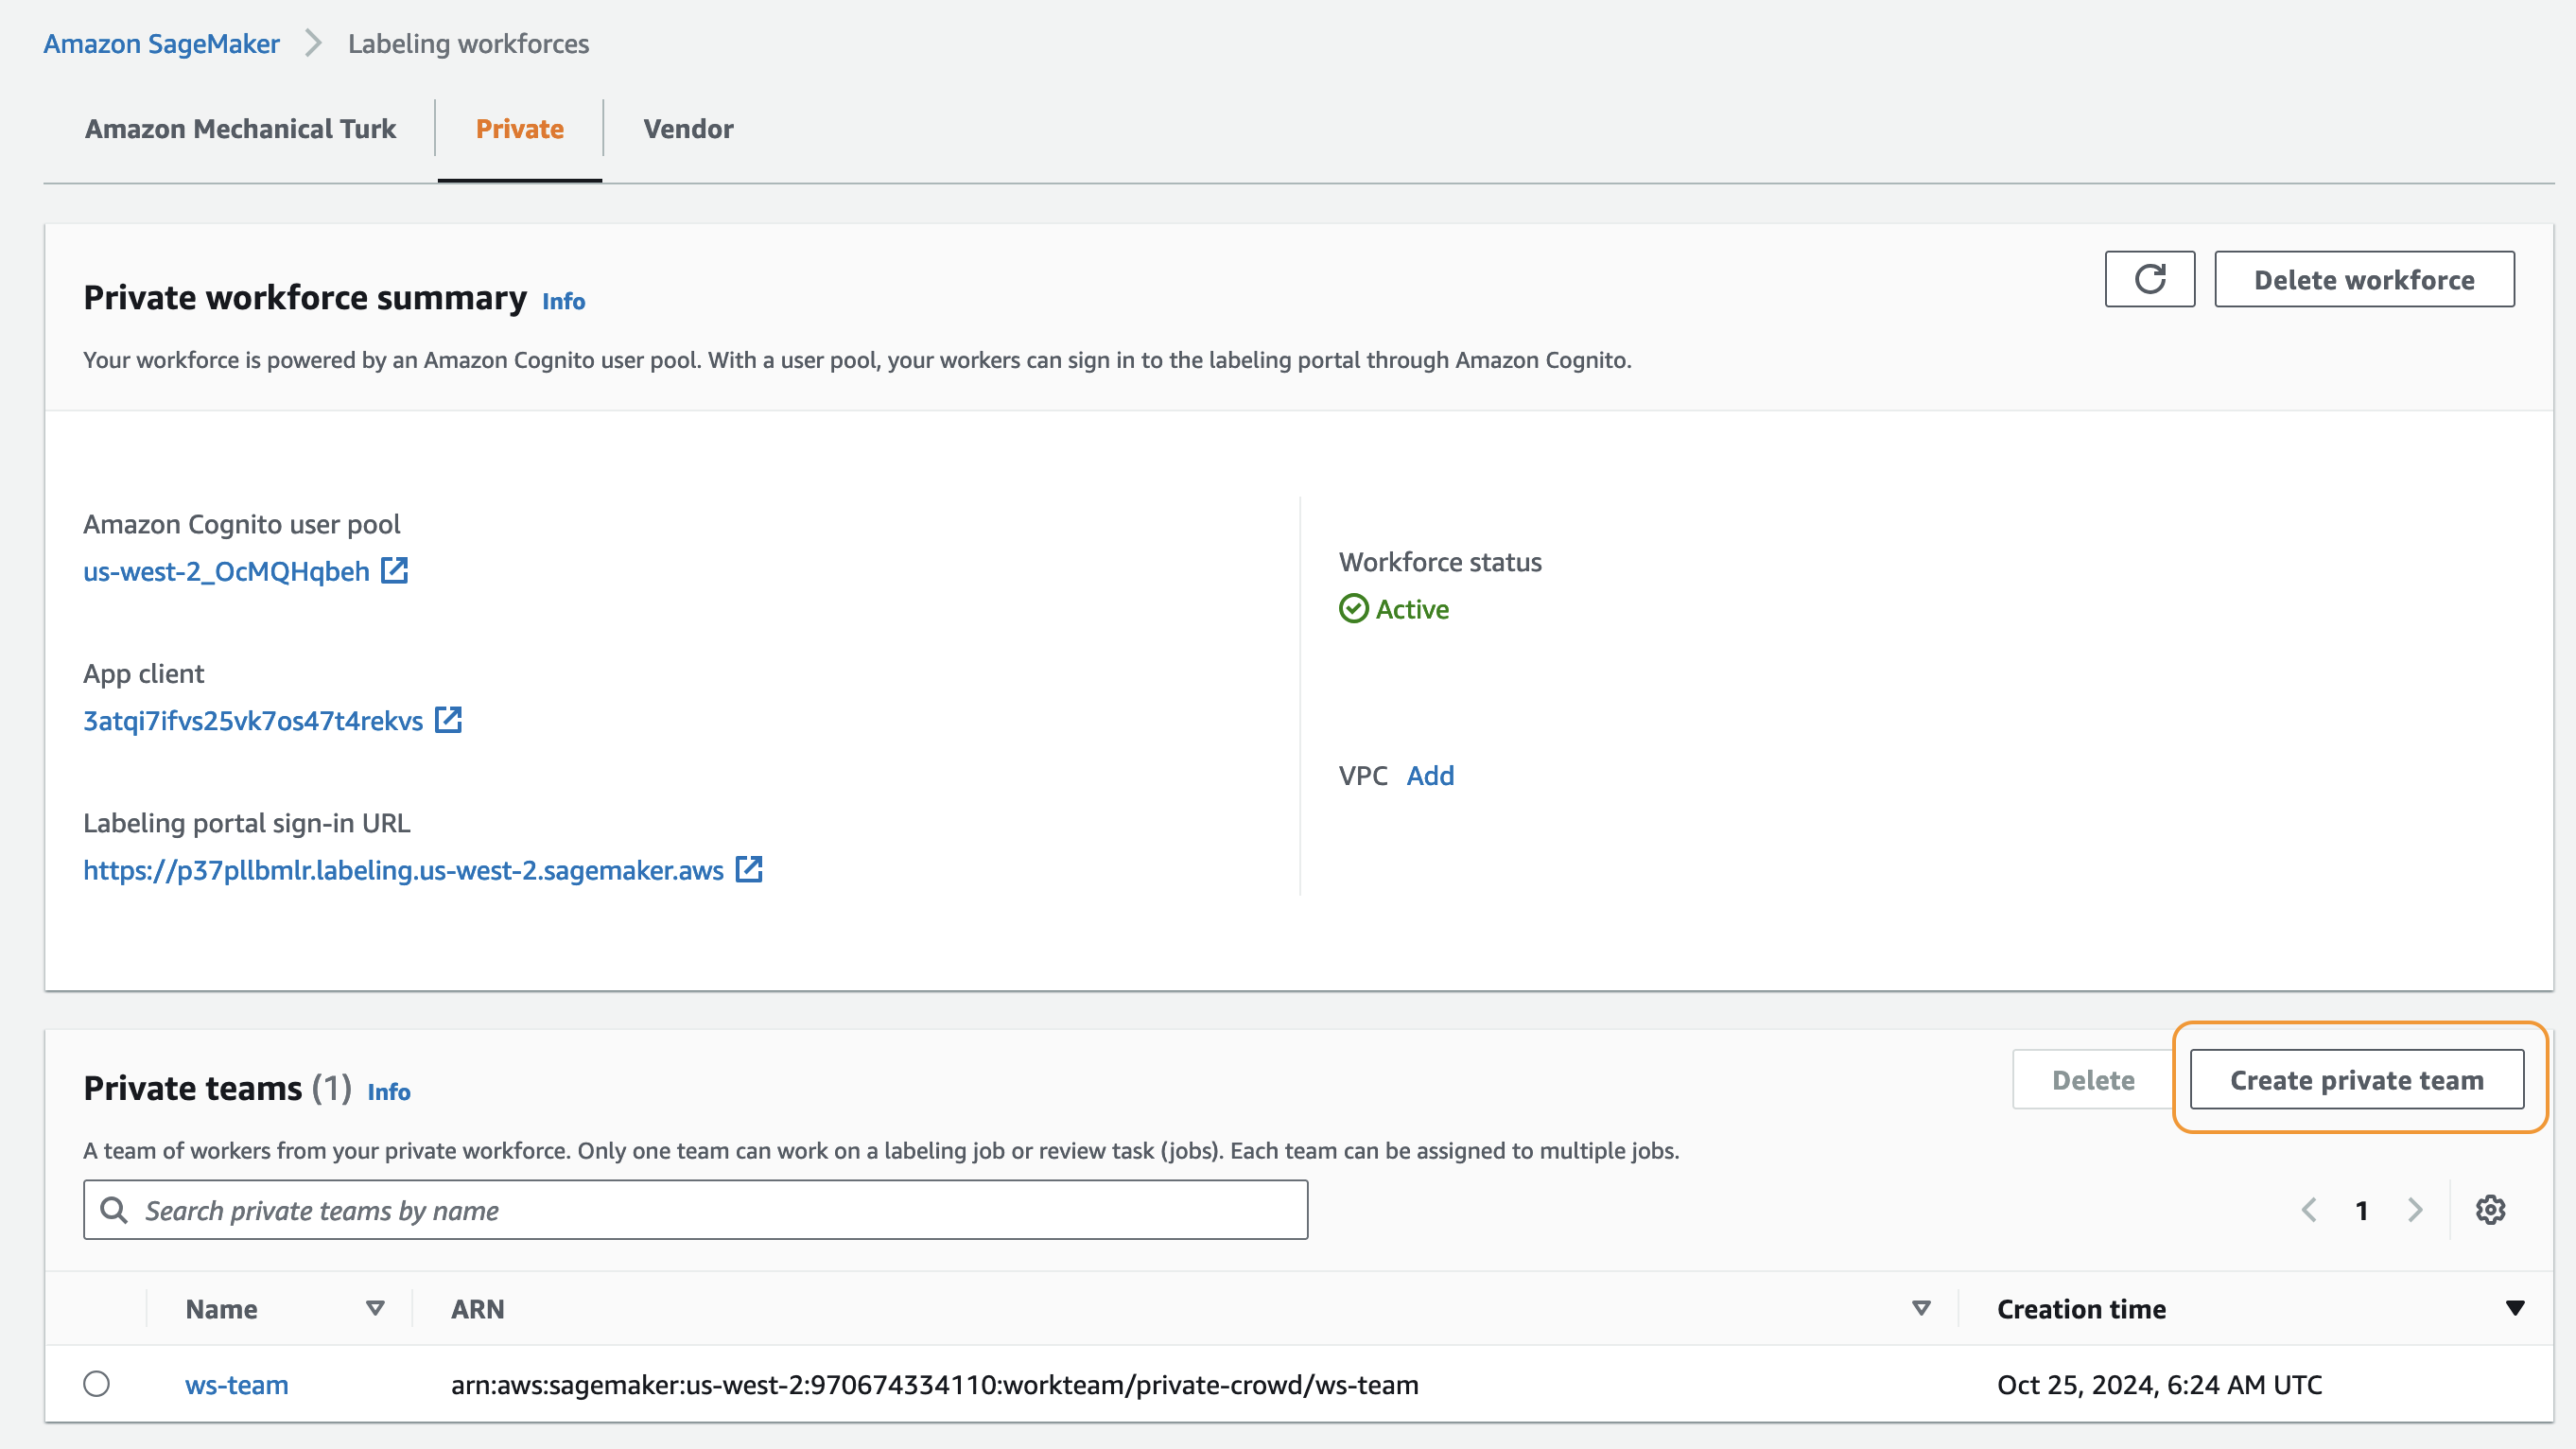 Amazon SageMaker > Labeling workforces
Amazon Mechanical Turk
Private
Vendor
Private workforce summary Info
Delete workforce
Your workforce is powered by an Amazon Cognito user pool. With a user pool, your workers can sign in to the labeling portal through Amazon Cognito.
Amazon Cognito user pool
us-west-2_OcMQHqbeh
App client
3atqi7ifvs25vk7os47t4rekvs
Labeling portal sign-in URL
https://p37pllbmlr.labeling.us-west-2.sagemaker.aws
Workforce status
Active
VPC Add
Private teams (1) Info
Delete
Create private team
A team of workers from your private workforce. Only one team can work on a labeling job or review task (jobs). Each team can be assigned to multiple jobs.
Search private teams by name
1
Name
ARN
Creation time
ws-team
arn:aws:sagemaker:us-west-2:970674334110:workteam/private-crowd/ws-team
Oct 25, 2024, 6:24 AM UTC